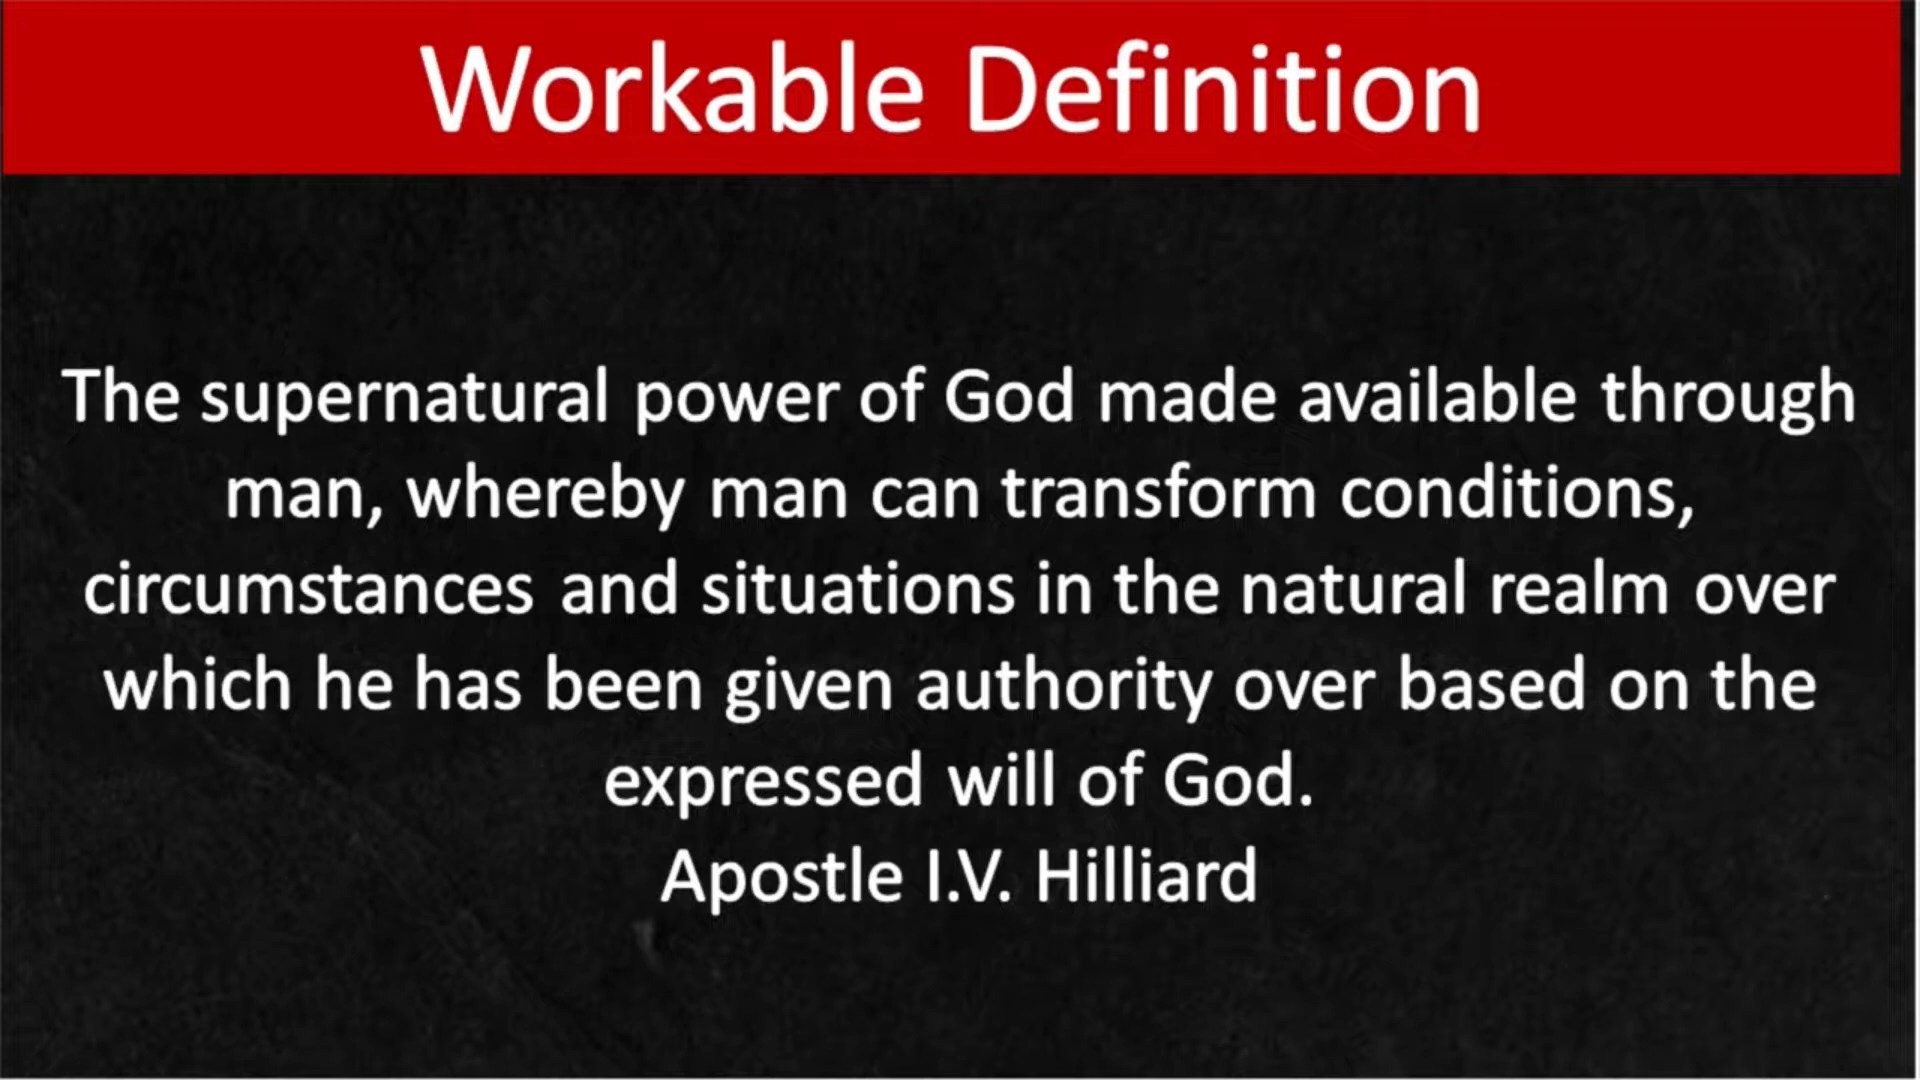 Workable Definition
The supernatural power of God made available through
man, whereby man can transform conditions,
circumstances and situations in the natural realm over
which he has been given authority over based on the
expressed will of God.
Apostle I.V. Hilliard